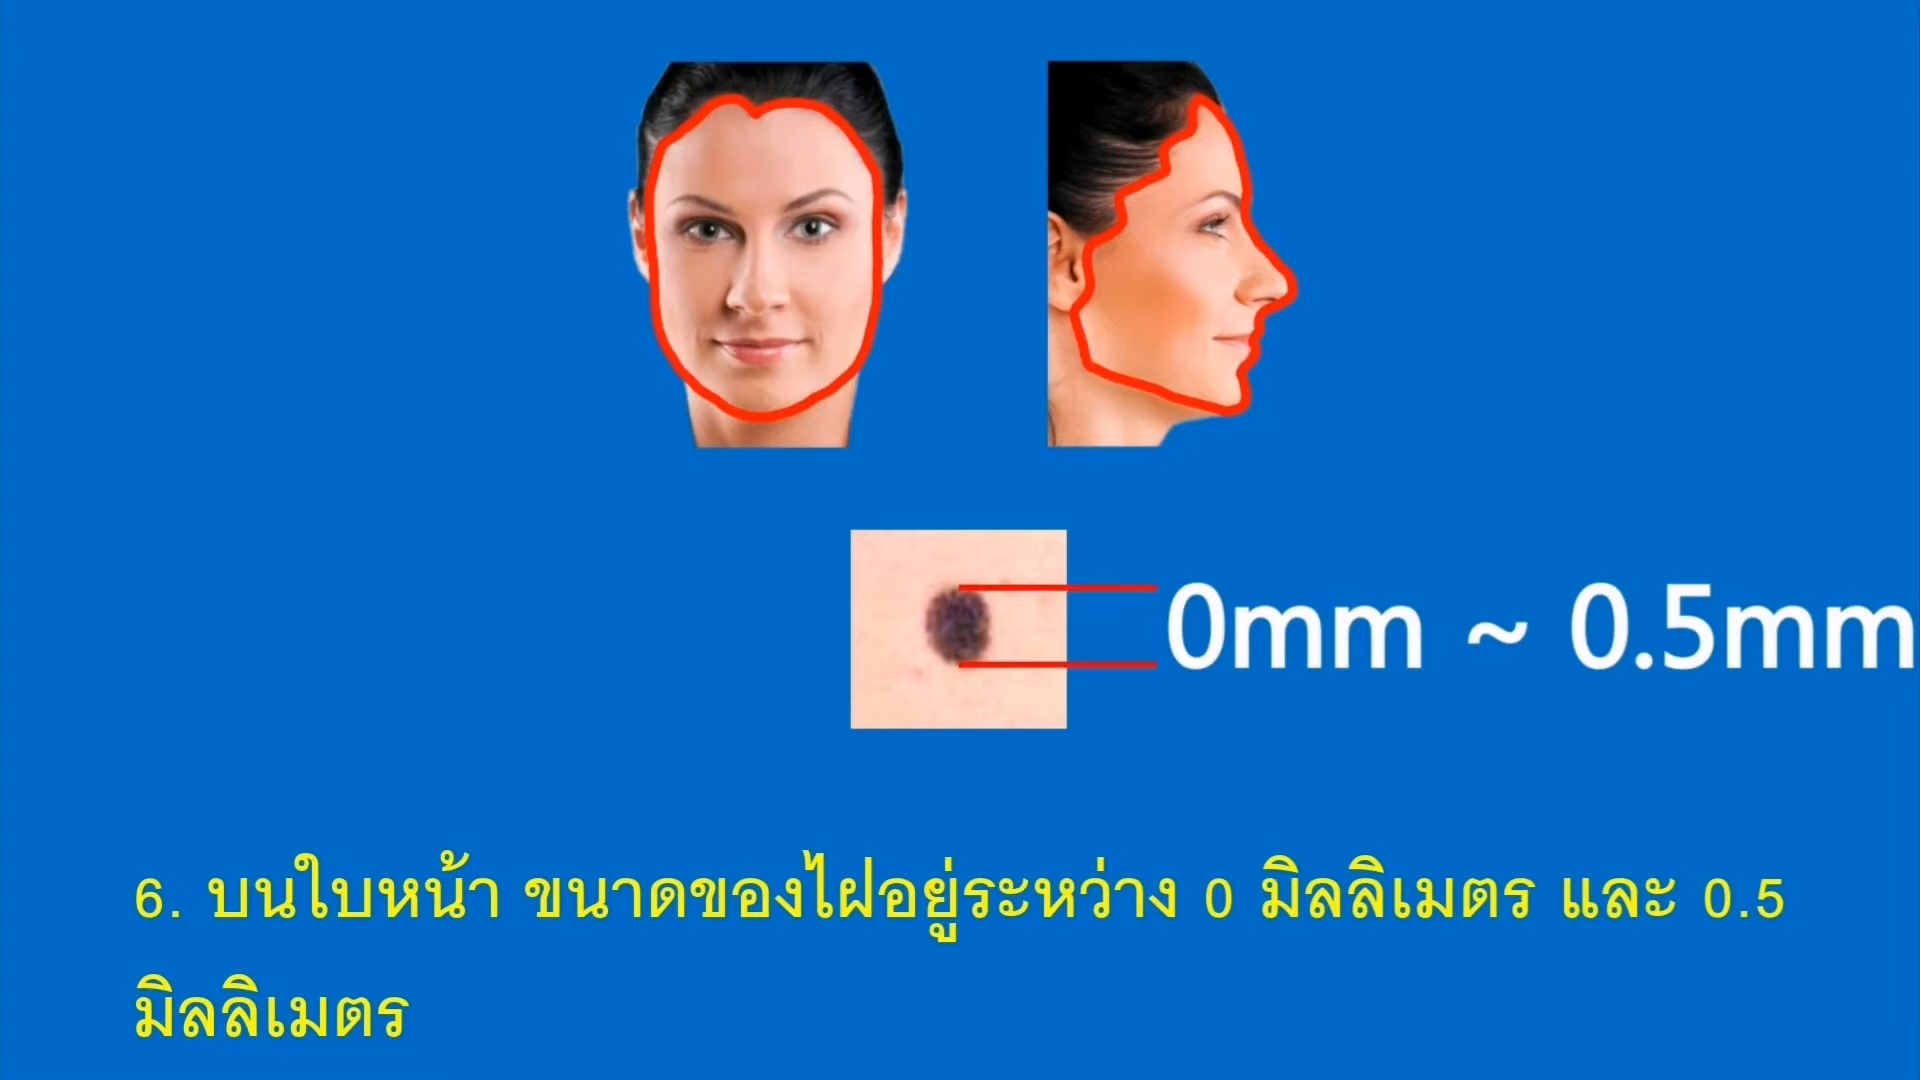 0mm ~ 0.5mm
6. บนใบหน้า ขนาดของไฝอยู่ระหว่าง 0 มิลลิเมตร และ 0.5
มิลลิเมตร